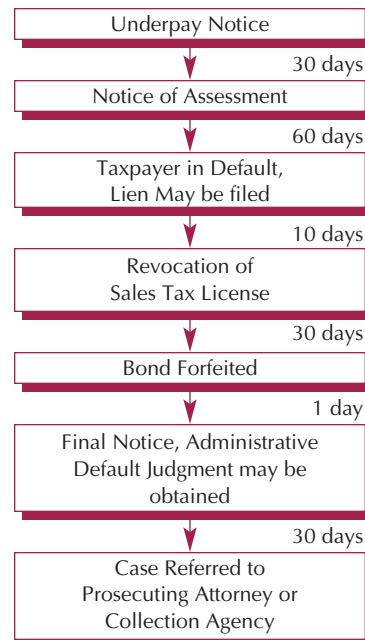 Underpay Notice
30 days
Notice of Assessment
60 days
Taxpayer in Default,
Lien May be filed
10 days
Revocation of
Sales Tax License
30 days
Bond Forfeited
1 day
Final Notice, Administrative
Default Judgment may be
obtained
30 days
Case Referred to
Prosecuting Attorney or
Collection Agency